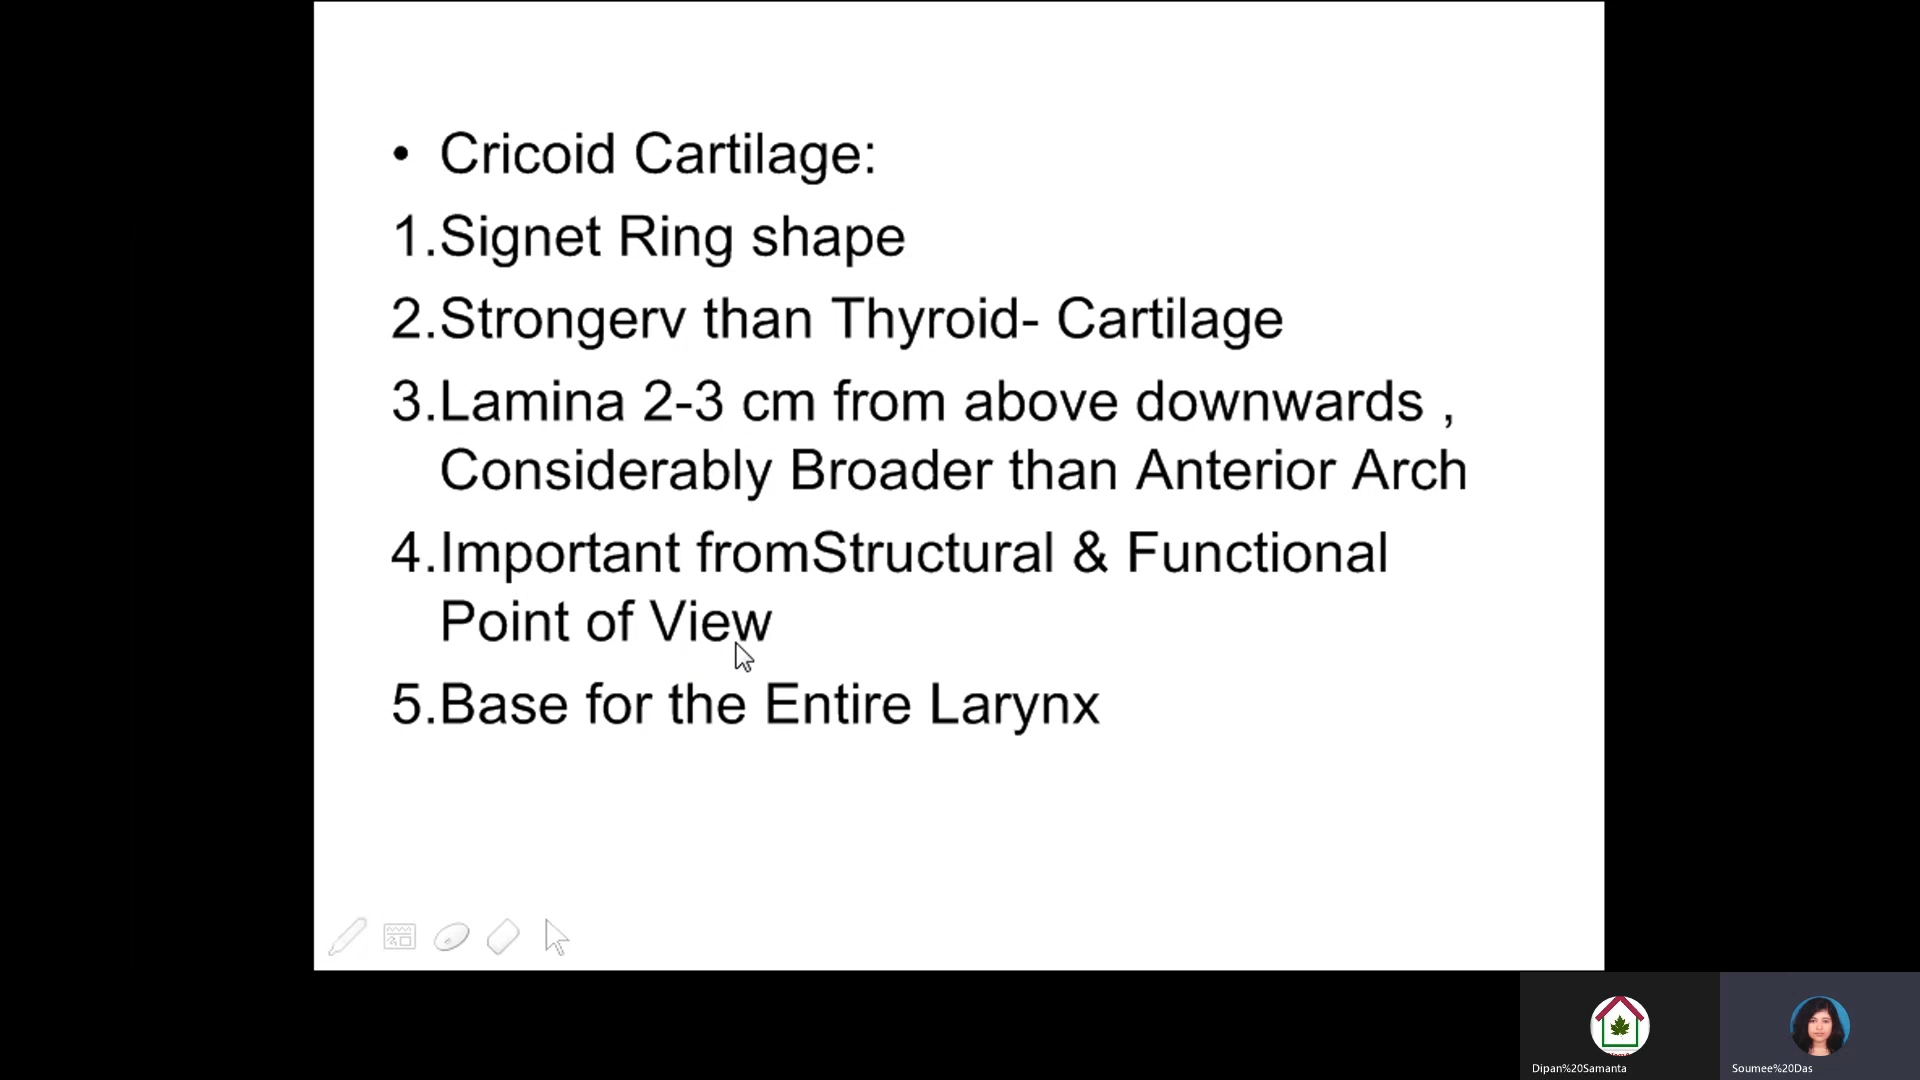 • Cricoid Cartilage:
1.Signet Ring shape
2.Strongerv than Thyroid- Cartilage
3.Lamina 2-3 cm from above downwards ,
Considerably Broader than Anterior Arch
4.Important fromStructural & Functional
Point of View
5.Base for the Entire Larynx
Dipan%20Samanta
Soumee%20Das